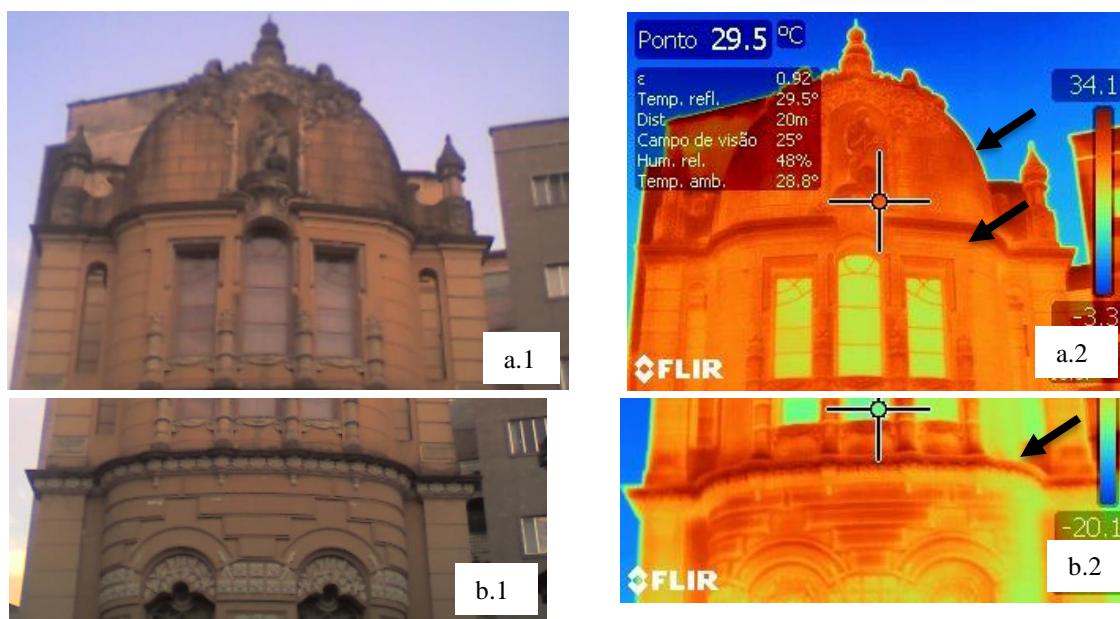 Ponto 29.5 °C
ε 0.92
Temp. refl. 29.5°
Dist 20m
Campo de visão 25°
Hum. rel. 48%
Temp. amb. 28.8°
34.1
-3.3
FLIR
a.1
a.2
-20.1
FLIR
b.1
b.2